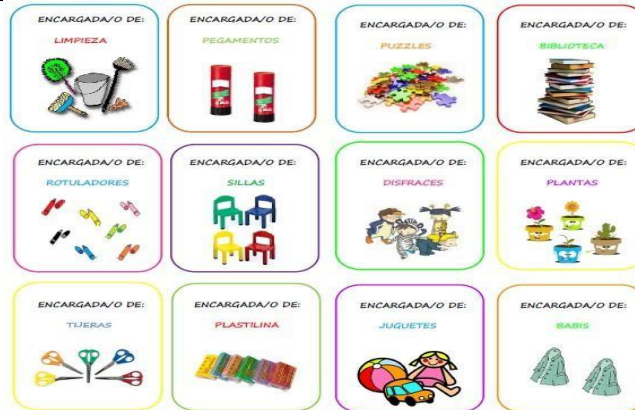 ENCARGADA/O DE:
LIMPIEZA
ENCARGADA/O DE:
PEGAMENTOS
ENCARGADA/O DE:
PUZZLES
ENCARGADA/O DE:
BIBLIOTECA
ENCARGADA/O DE:
ROTULADORES
ENCARGADA/O DE:
SILLAS
ENCARGADA/O DE:
DISFRACES
ENCARGADA/O DE:
PLANTAS
ENCARGADA/O DE:
TIJERAS
ENCARGADA/O DE:
PLASTILINA
ENCARGADA/O DE:
JUGUETES
ENCARGADA/O DE:
BABIS